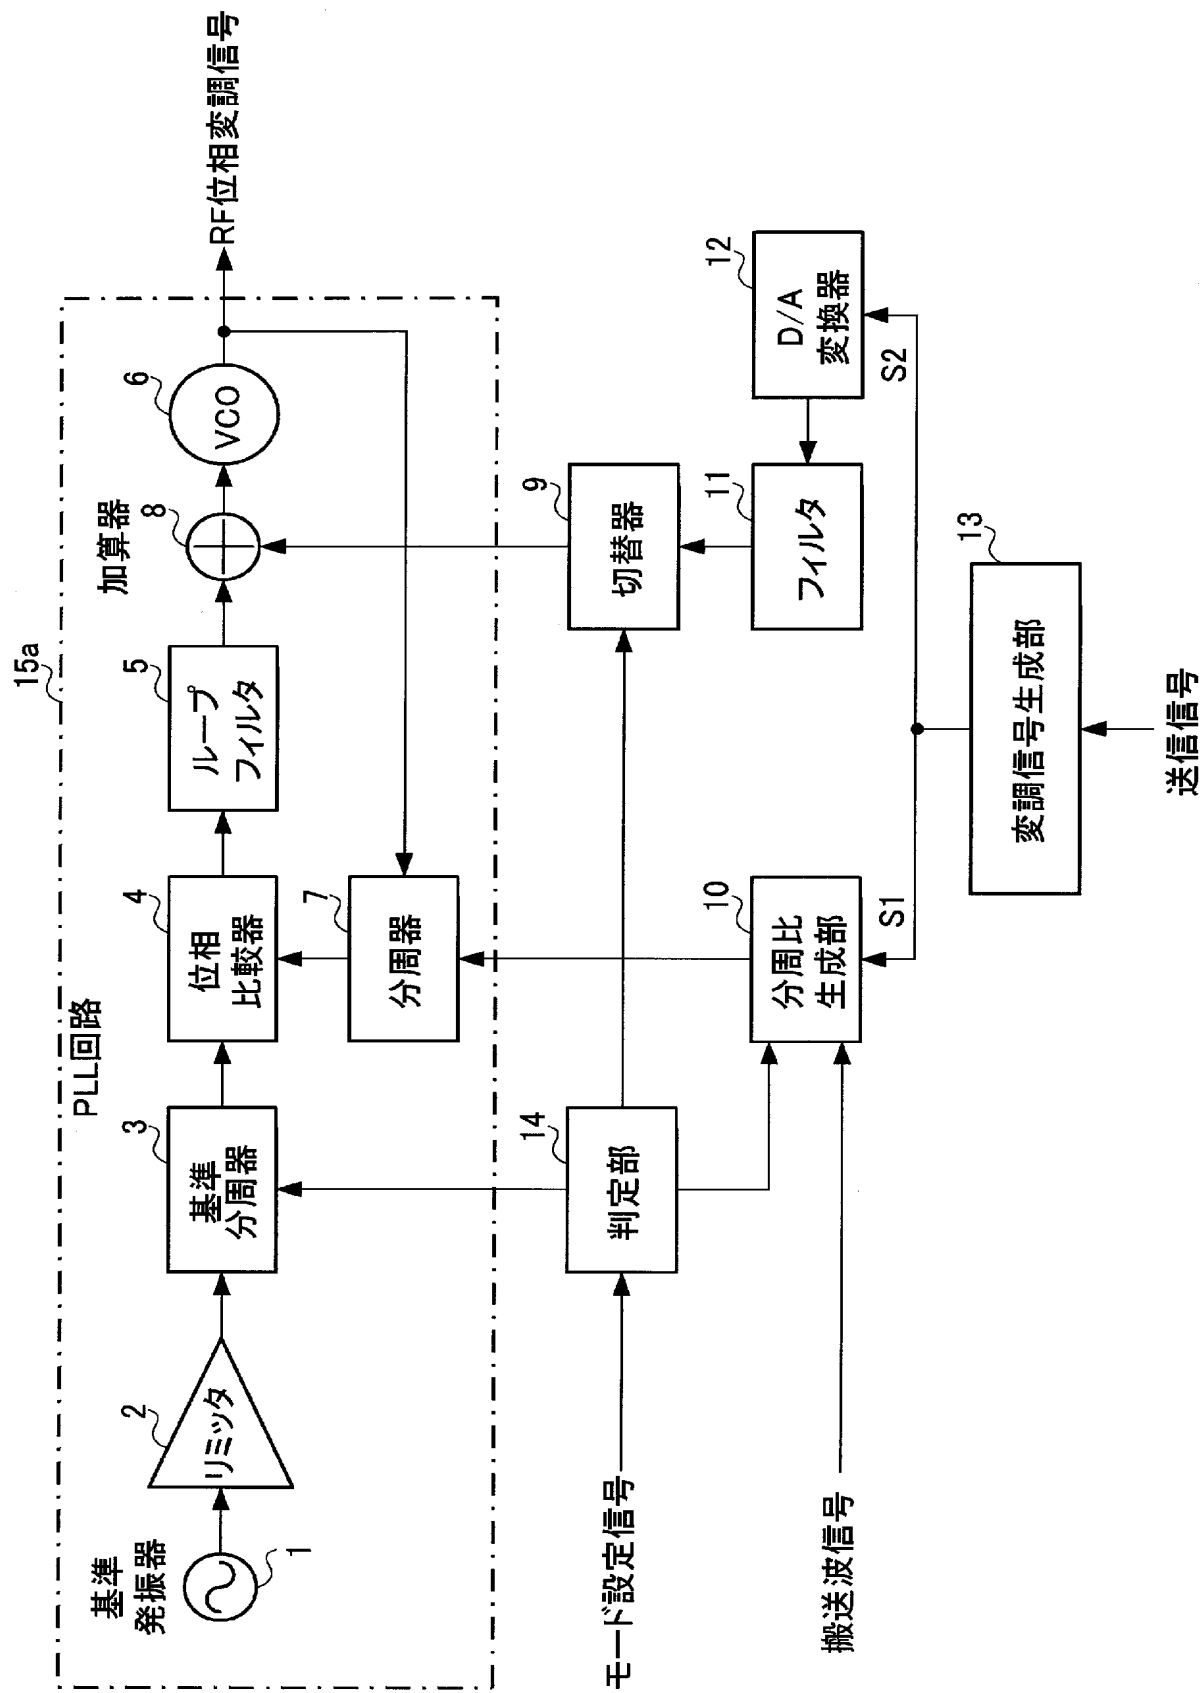 15a
PLL回路
基準
発振器
1
2
リミッタ
3
基準
分周器
4
位相
比較器
5
ループ
フィルタ
加算器
8
6
VCO
RF位相変調信号
7
分周器
モード設定信号
14
判定部
9
切替器
搬送波信号
10
分周比
生成部
11
フィルタ
12
D/A
変換器
S1
S2
13
変調信号生成部
送信信号